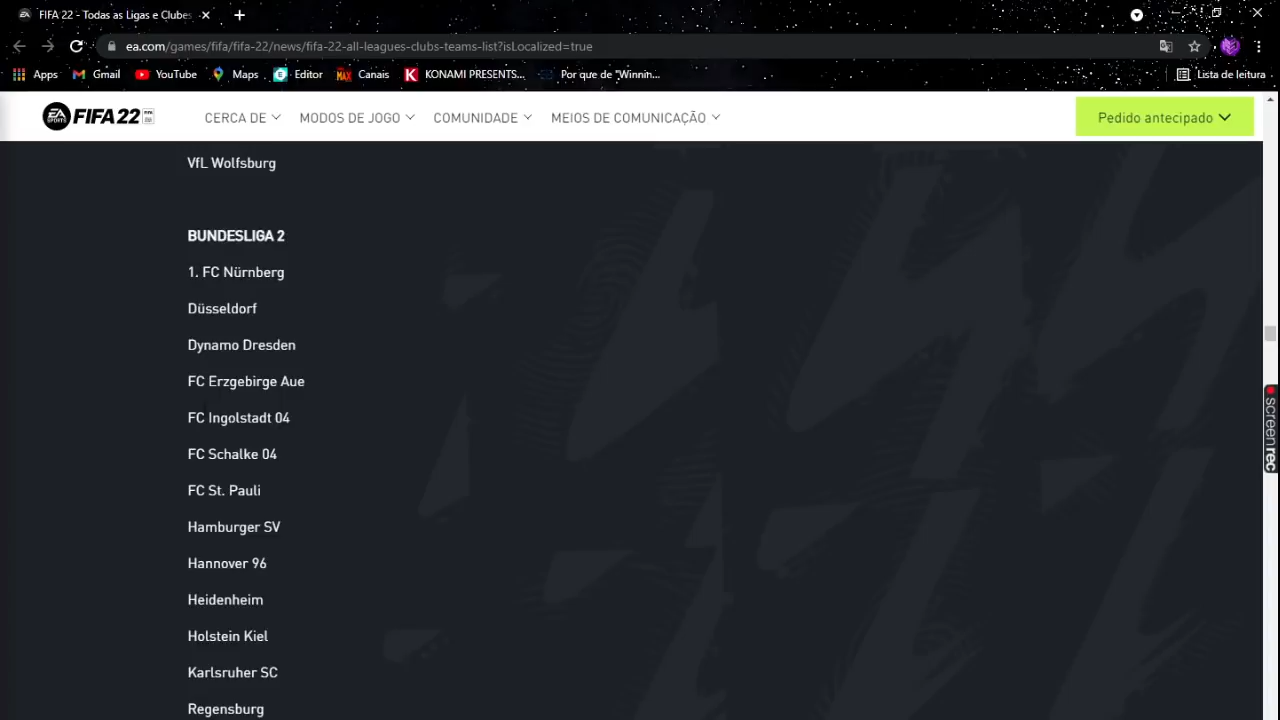 FIFA 22 - Todas as Ligas e Clubes
ea.com/games/fifa/fifa-22/news/fifa-22-all-leagues-clubs-teams-list?isLocalized=true
Apps Gmail YouTube Maps Editor Canais KONAMI PRESENTS... Por que de "Winnin... Lista de leitura
EA SPORTS FIFA 22 CERCA DE MODOS DE JOGO COMUNIDADE MEIOS DE COMUNICAÇÃO Pedido antecipado
VfL Wolfsburg
BUNDESLIGA 2
1. FC Nürnberg
Düsseldorf
Dynamo Dresden
FC Erzgebirge Aue
FC Ingolstadt 04
FC Schalke 04
FC St. Pauli
Hamburger SV
Hannover 96
Heidenheim
Holstein Kiel
Karlsruher SC
Regensburg
screenrec